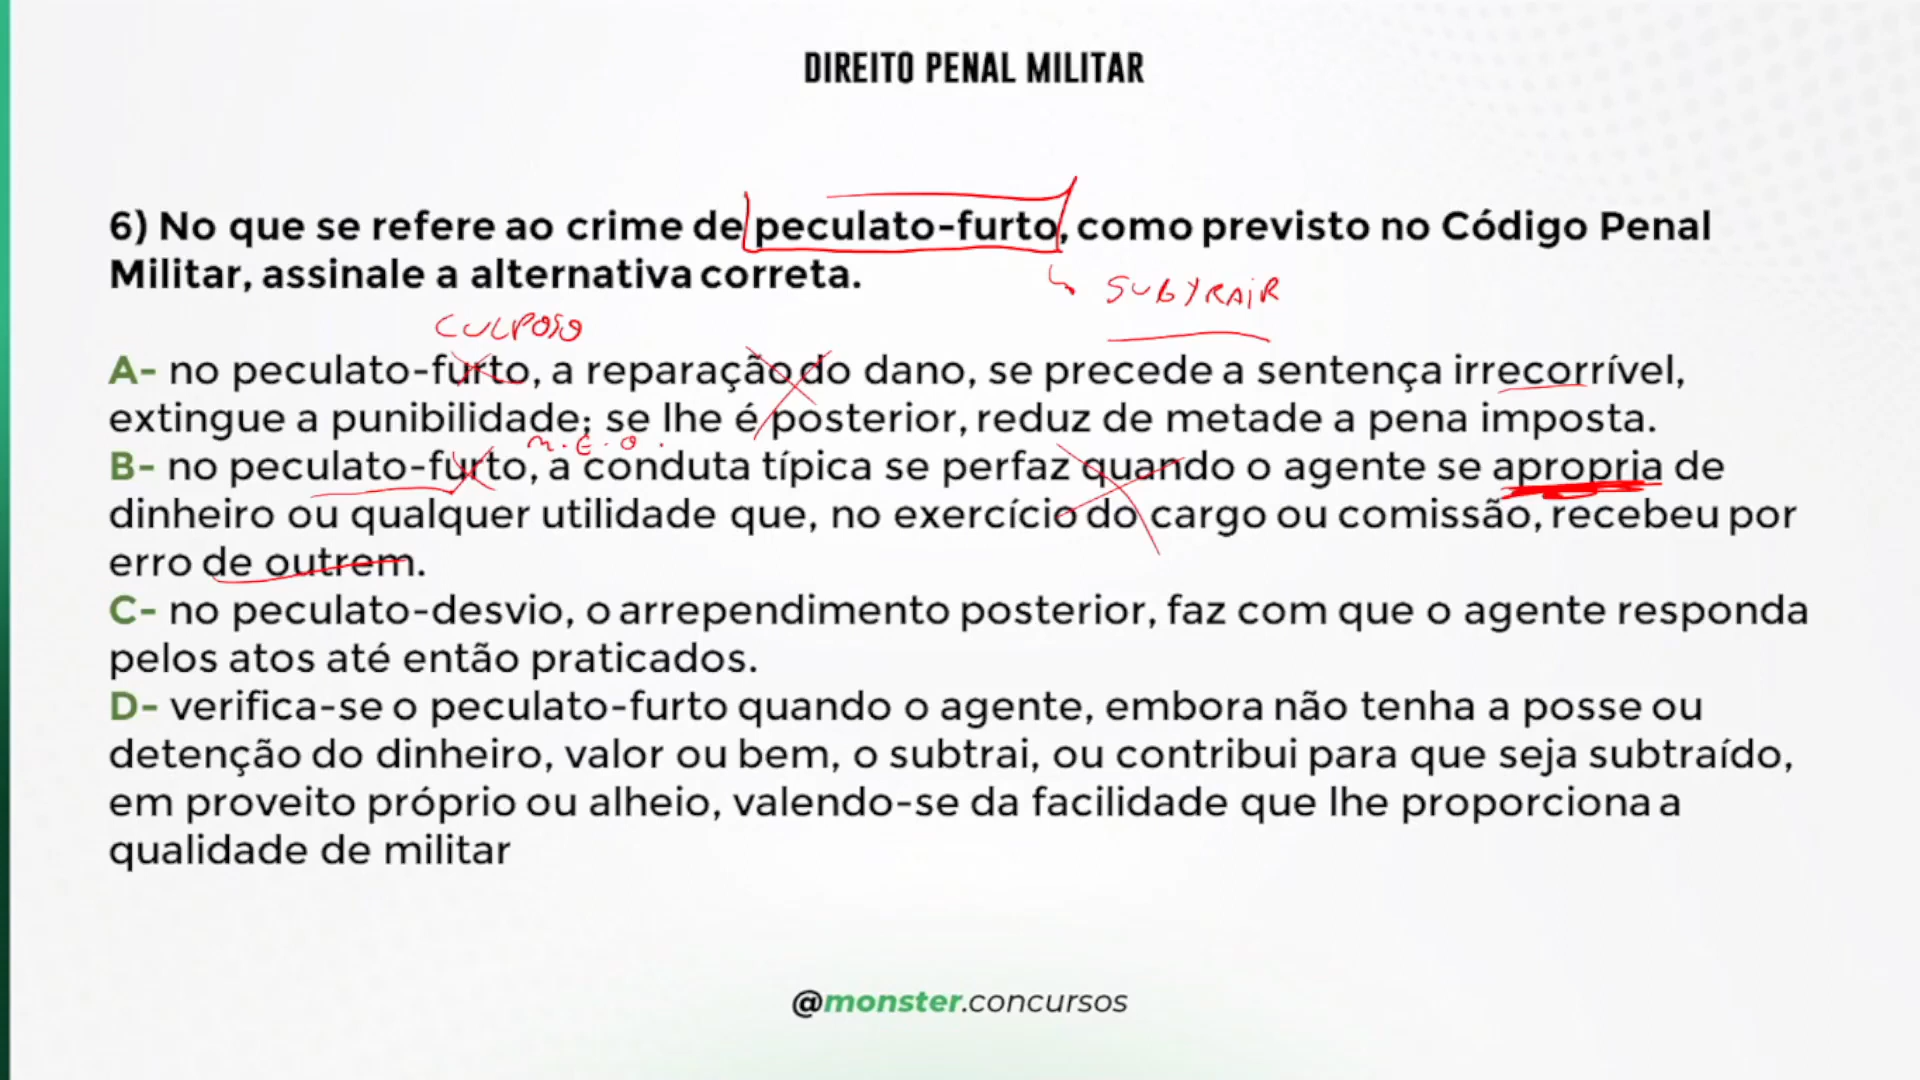 DIREITO PENAL MILITAR
6) No que se refere ao crime de peculato-furto, como previsto no Código Penal
Militar, assinale a alternativa correta.
SUBTRAIR
CULPOSO
A- no peculato-furto, a reparação do dano, se precede a sentença irrecorrível,
extingue a punibilidade; se lhe é posterior, reduz de metade a pena imposta.
M.E.O.
B- no peculato-furto, a conduta típica se perfaz quando o agente se apropria de
dinheiro ou qualquer utilidade que, no exercício do cargo ou comissão, recebeu por
erro de outrem.
C- no peculato-desvio, o arrependimento posterior, faz com que o agente responda
pelos atos até então praticados.
D- verifica-se o peculato-furto quando o agente, embora não tenha a posse ou
detenção do dinheiro, valor ou bem, o subtrai, ou contribui para que seja subtraído,
em proveito próprio ou alheio, valendo-se da facilidade que lhe proporciona a
qualidade de militar
@monster.concursos